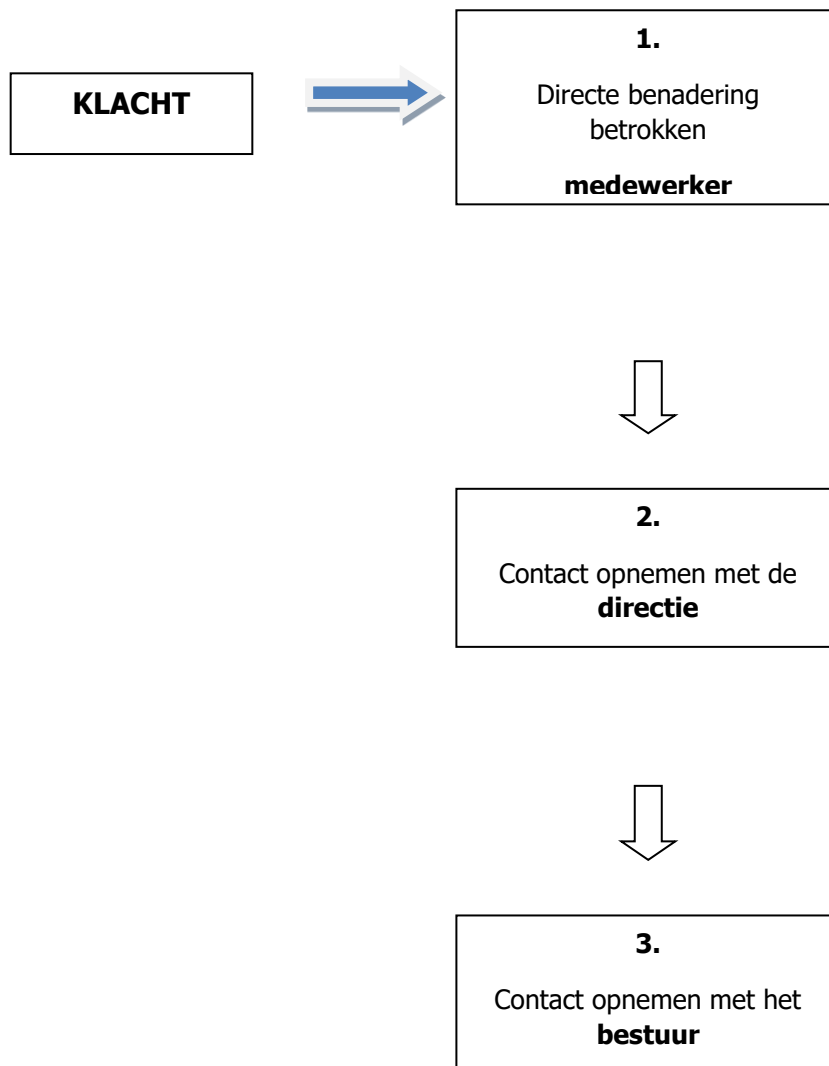 KLACHT
1.
Directe benadering
betrokken
medewerker
2.
Contact opnemen met de
directie
3.
Contact opnemen met het
bestuur